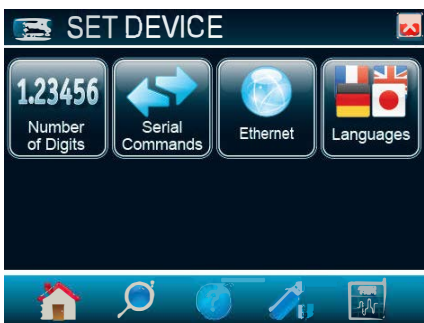 SET DEVICE
1.23456
Number
of Digits
Serial
Commands
Ethernet
Languages